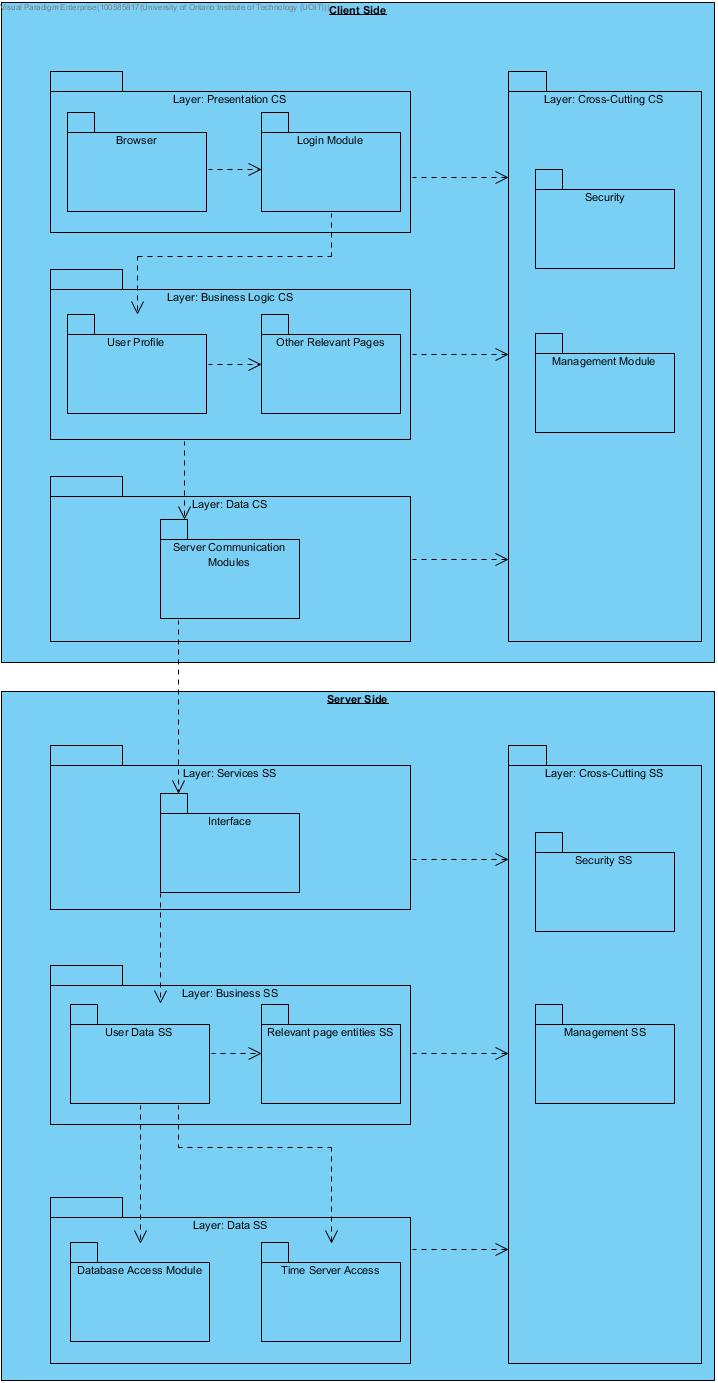 Visual Paradigm Enterprise(100585817(University of Ontario Institute of Technology (UOIT)))
Client Side
Layer: Presentation CS
Layer: Cross-Cutting CS
Browser
Login Module
Security
Layer: Business Logic CS
User Profile
Other Relevant Pages
Management Module
Layer: Data CS
Server Communication
Modules
Server Side
Layer: Services SS
Layer: Cross-Cutting SS
Interface
Security SS
Layer: Business SS
User Data SS
Relevant page entities SS
Management SS
Layer: Data SS
Database Access Module
Time Server Access